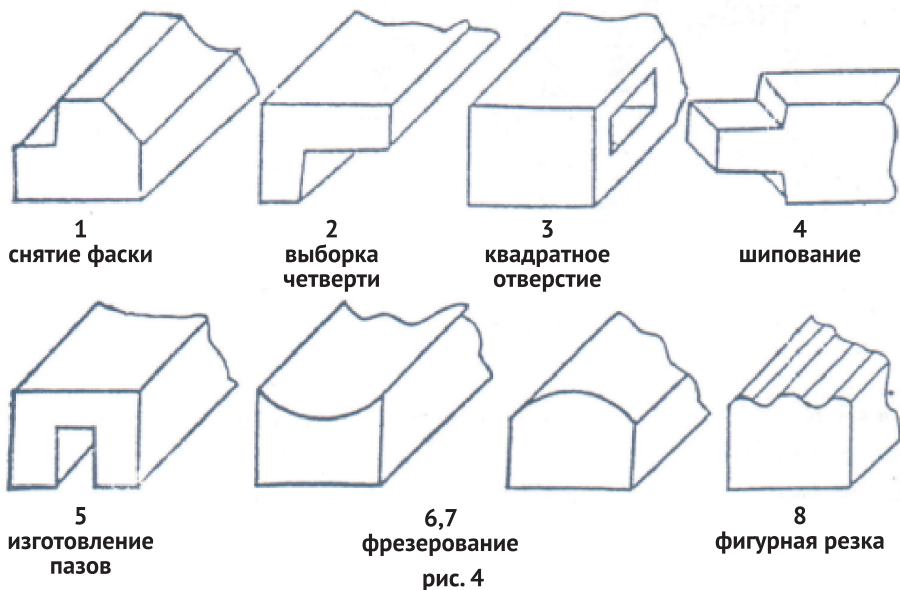 1
снятие фаски
2
выборка
четверти
3
квадратное
отверстие
4
шипование
5
изготовление
пазов
6,7
фрезерование
8
фигурная резка
рис. 4